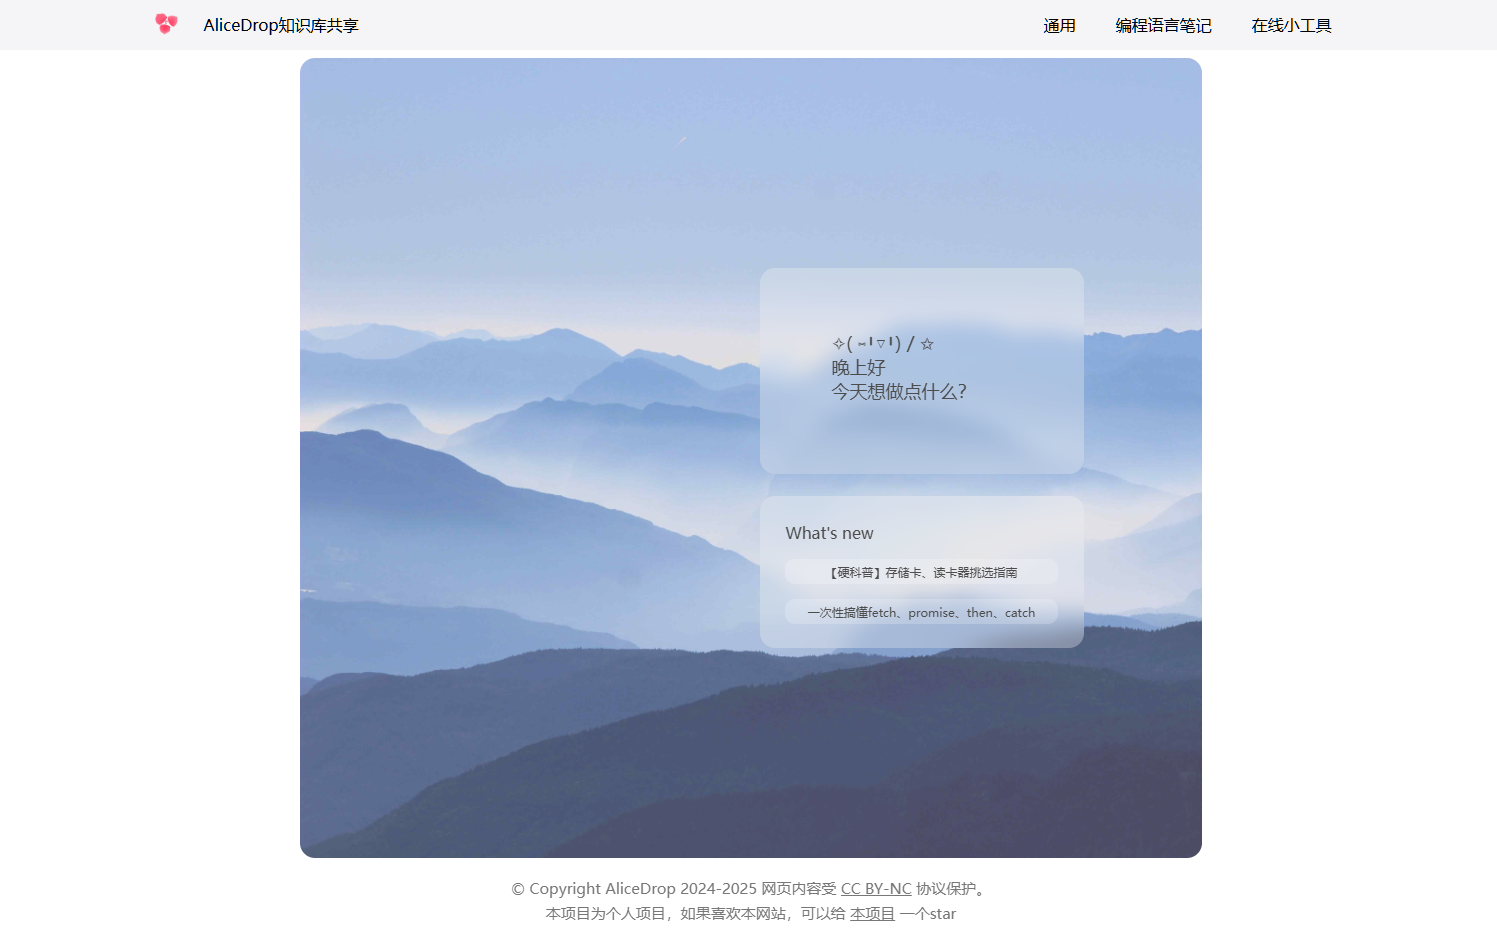 AliceDrop知识库共享
通用
编程语言笔记
在线小工具
✧( ⑅╹▿╹) / ☆
晚上好
今天想做点什么？
What's new
【硬科普】存储卡、读卡器挑选指南
一次性搞懂fetch、promise、then、catch
© Copyright AliceDrop 2024-2025 网页内容受 CC BY-NC 协议保护。
本项目为个人项目，如果喜欢本网站，可以给 本项目 一个star